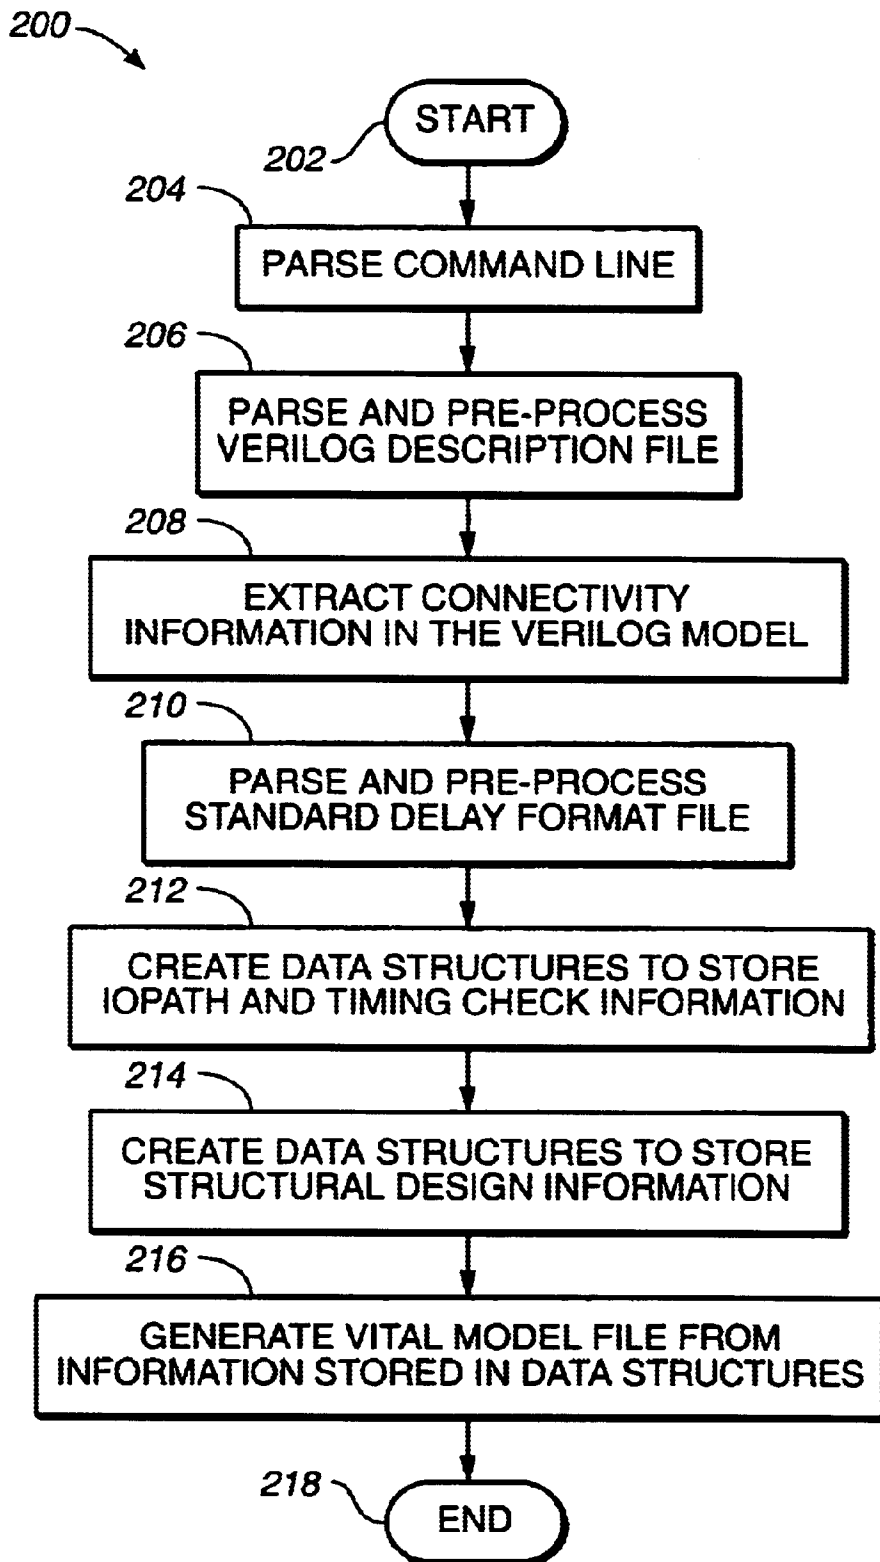 200
START
202
204
PARSE COMMAND LINE
206
PARSE AND PRE-PROCESS
VERILOG DESCRIPTION FILE
208
EXTRACT CONNECTIVITY
INFORMATION IN THE VERILOG MODEL
210
PARSE AND PRE-PROCESS
STANDARD DELAY FORMAT FILE
212
CREATE DATA STRUCTURES TO STORE
IOPATH AND TIMING CHECK INFORMATION
214
CREATE DATA STRUCTURES TO STORE
STRUCTURAL DESIGN INFORMATION
216
GENERATE VITAL MODEL FILE FROM
INFORMATION STORED IN DATA STRUCTURES
218
END